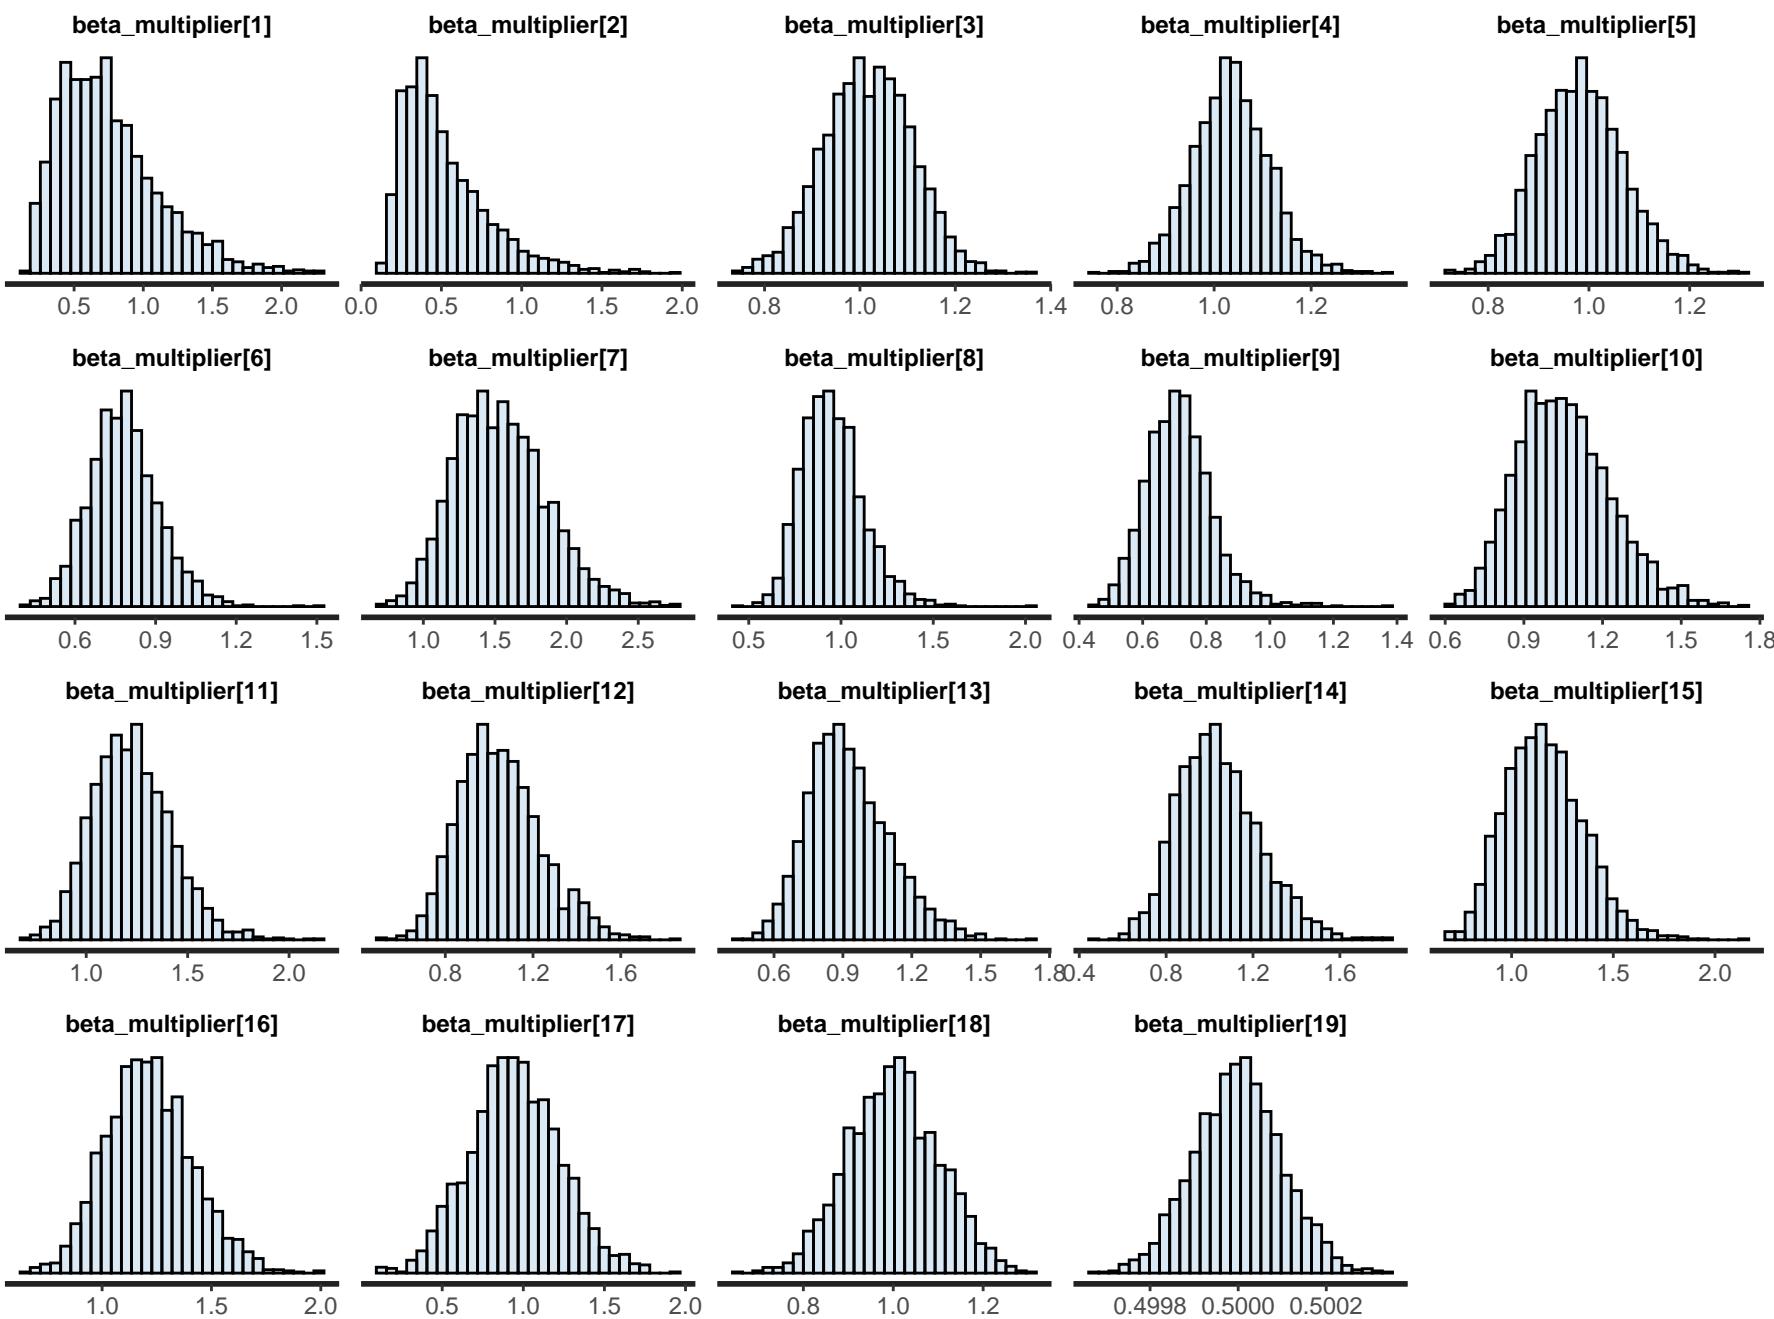 beta_multiplier[1] beta_multiplier[2] beta_multiplier[3] beta_multiplier[4] beta_multiplier[5]
0.5 1.0 1.5 2.0 0.0 0.5 1.0 1.5 2.0 0.8 1.0 1.2 1.4 0.8 1.0 1.2 0.8 1.0 1.2
beta_multiplier[6] beta_multiplier[7] beta_multiplier[8] beta_multiplier[9] beta_multiplier[10]
0.6 0.9 1.2 1.5 1.0 1.5 2.0 2.5 0.5 1.0 1.5 2.0 0.4 0.6 0.8 1.0 1.2 1.4 0.6 0.9 1.2 1.5 1.8
beta_multiplier[11] beta_multiplier[12] beta_multiplier[13] beta_multiplier[14] beta_multiplier[15]
1.0 1.5 2.0 0.8 1.2 1.6 0.6 0.9 1.2 1.5 1.8 0.4 0.8 1.2 1.6 1.0 1.5 2.0
beta_multiplier[16] beta_multiplier[17] beta_multiplier[18] beta_multiplier[19]
1.0 1.5 2.0 0.5 1.0 1.5 2.0 0.8 1.0 1.2 0.4998 0.5000 0.5002